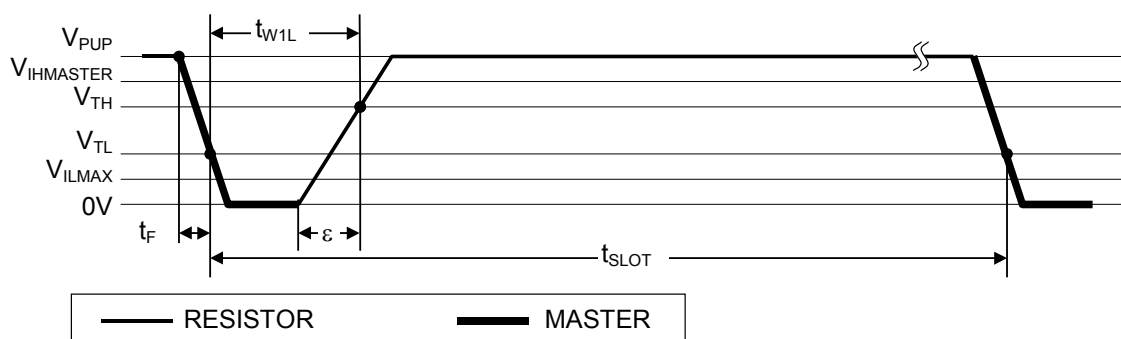 t_W1L
V_PUP
V_IHMASTER
V_TH
V_TL
V_ILMAX
0V
t_F
ε
t_SLOT
RESISTOR
MASTER